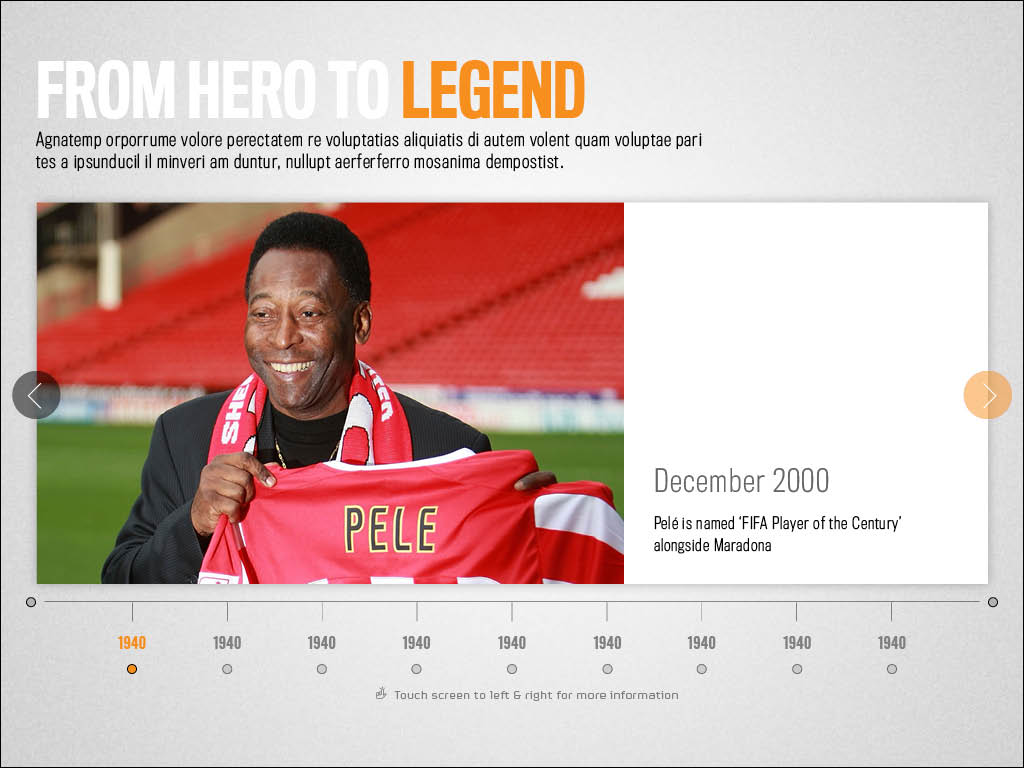 FROM HERO TO LEGEND
Agnatemp orporrume volore perectatem re voluptatias aliquiatis di autem volent quam voluptae pari
tes a ipsunducil il minveri am duntur, nullupt aerferferro mosanima dempostist.
SHEF
TER
PELE
December 2000
Pelé is named ‘FIFA Player of the Century’
alongside Maradona
1940 1940 1940 1940 1940 1940 1940 1940 1940
Touch screen to left & right for more information